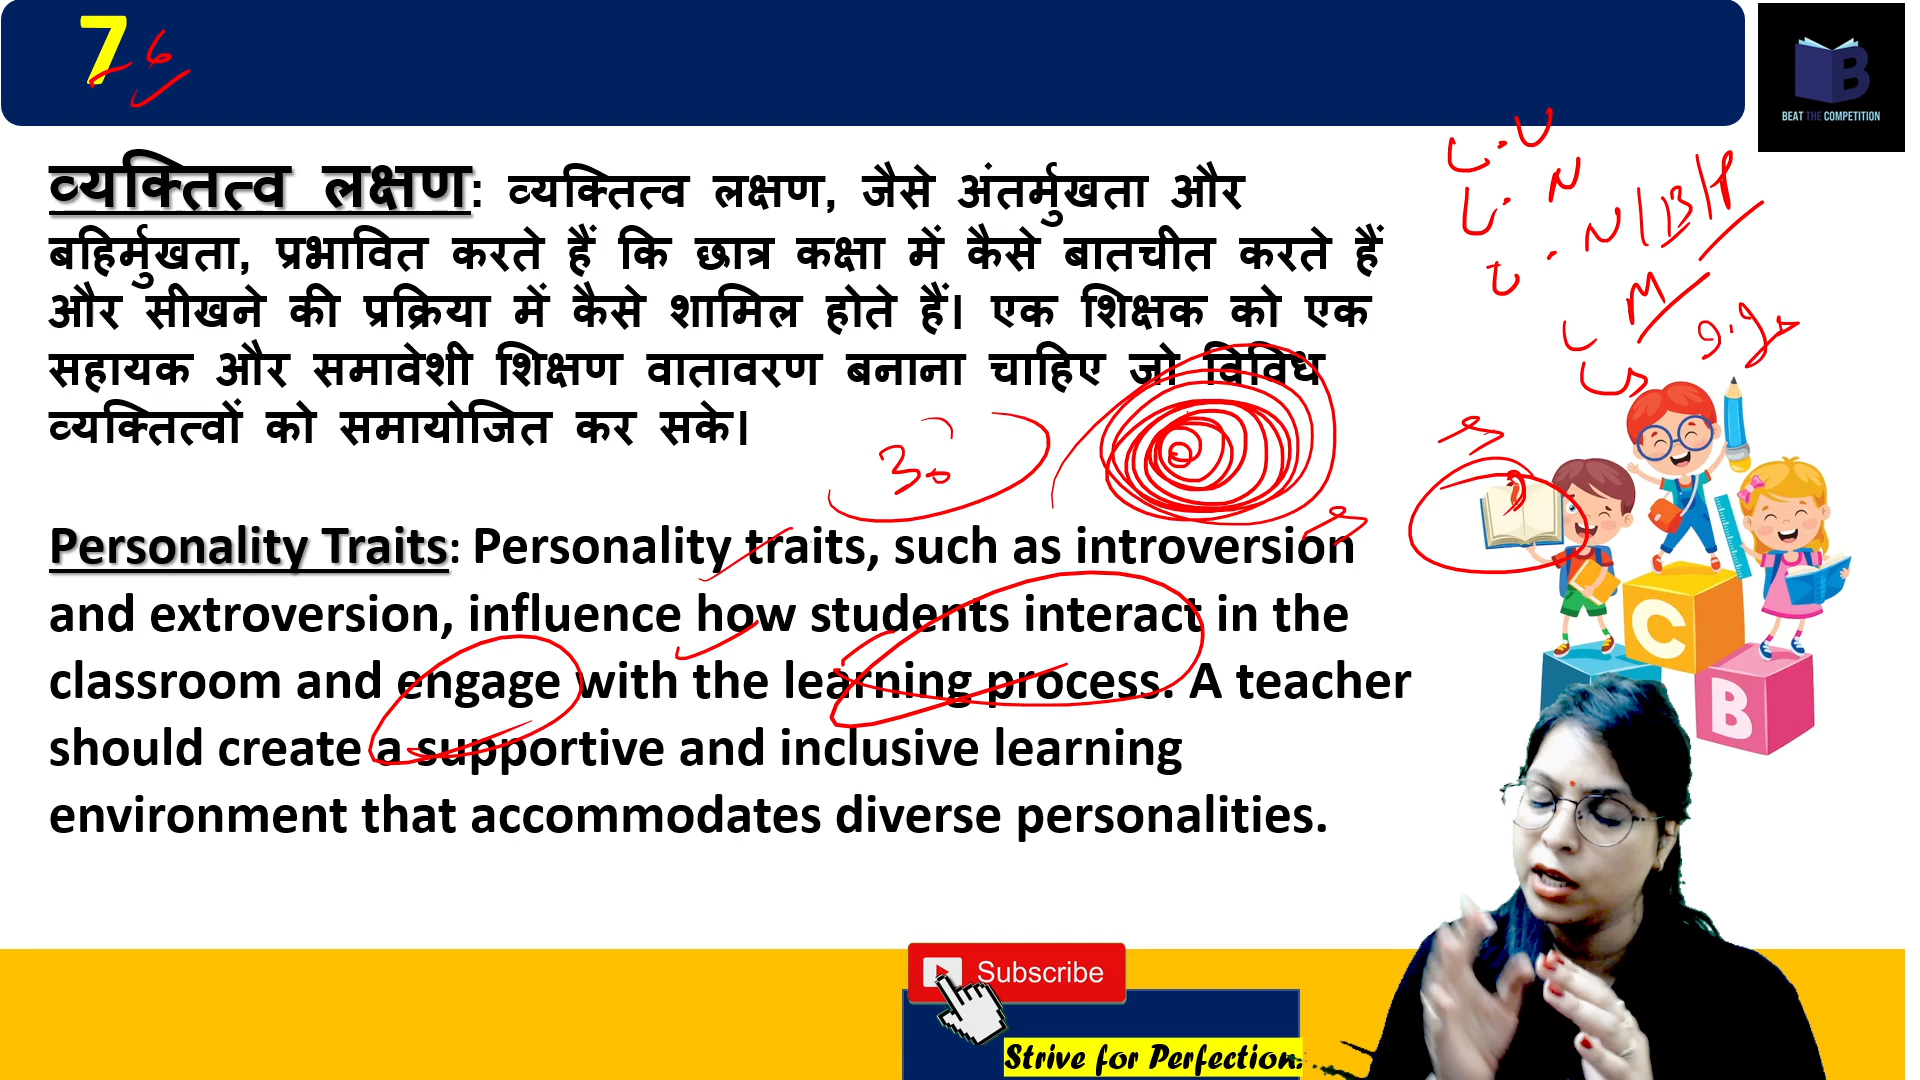 7
6
BEAT THE COMPETITION
व्यक्तित्व लक्षण: व्यक्तित्व लक्षण, जैसे अंतर्मुखता और
बहिर्मुखता, प्रभावित करते हैं कि छात्र कक्षा में कैसे बातचीत करते हैं
और सीखने की प्रक्रिया में कैसे शामिल होते हैं। एक शिक्षक को एक
सहायक और समावेशी शिक्षण वातावरण बनाना चाहिए जो विविध
व्यक्तित्वों को समायोजित कर सके।
30
Personality Traits: Personality traits, such as introversion
and extroversion, influence how students interact in the
classroom and engage with the learning process. A teacher
should create a supportive and inclusive learning
environment that accommodates diverse personalities.
C
B
Subscribe
Strive for Perfection.